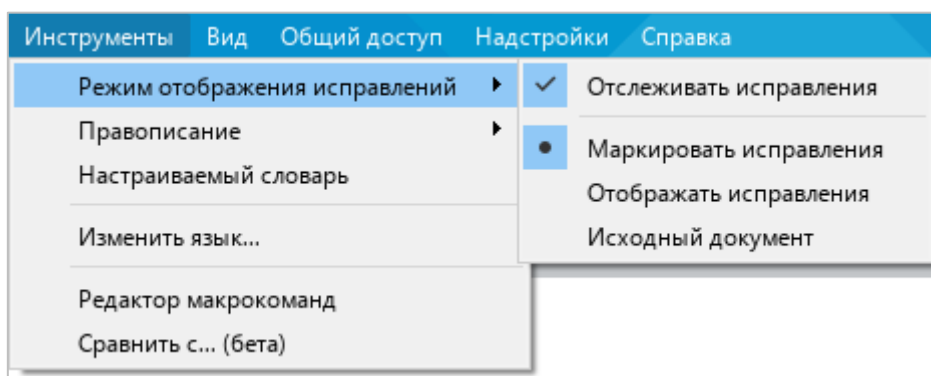 Инструменты Вид Общий доступ Надстройки Справка
Режим отображения исправлений
Правописание
Настраиваемый словарь
Изменить язык...
Редактор макрокоманд
Сравнить с... (бета)
Отслеживать исправления
Маркировать исправления
Отображать исправления
Исходный документ